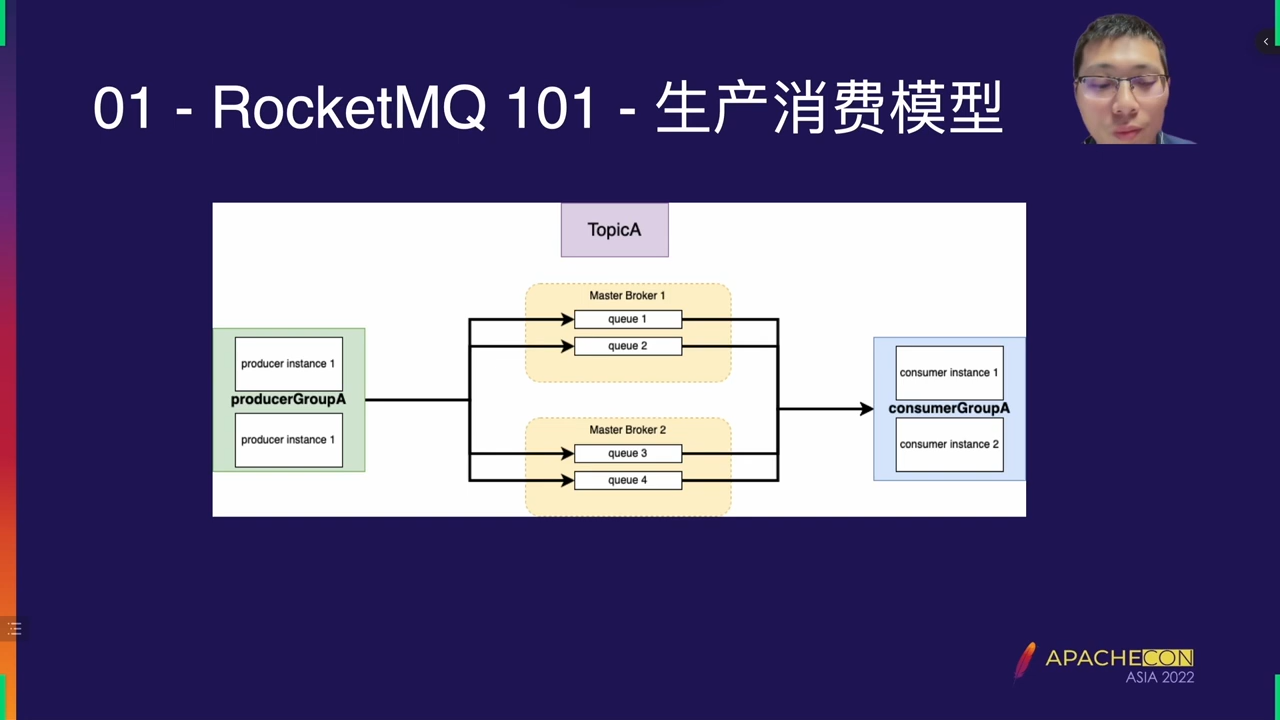 01 - RocketMQ 101 - 生产消费模型
TopicA
Master Broker 1
queue 1
queue 2
producer instance 1
producerGroupA
producer instance 1
Master Broker 2
queue 3
queue 4
consumer instance 1
consumerGroupA
consumer instance 2
APACHECON
ASIA 2022